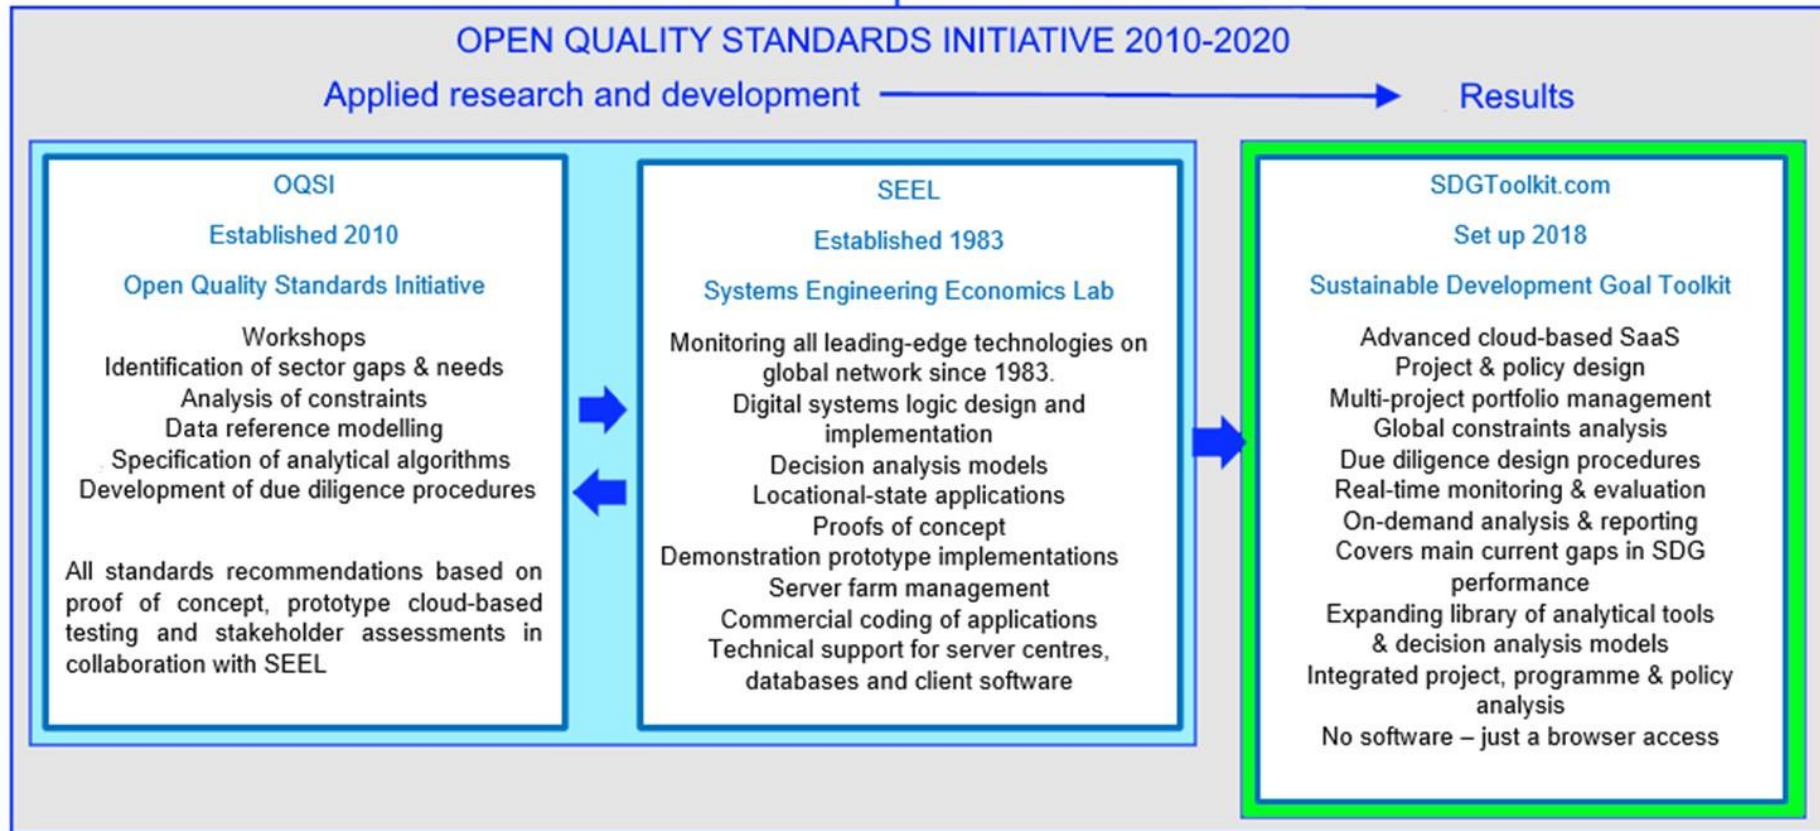 OPEN QUALITY STANDARDS INITIATIVE 2010-2020
Applied research and development
Results
OQSI
Established 2010
Open Quality Standards Initiative
Workshops
Identification of sector gaps & needs
Analysis of constraints
Data reference modelling
Specification of analytical algorithms
Development of due diligence procedures
All standards recommendations based on
proof of concept, prototype cloud-based
testing and stakeholder assessments in
collaboration with SEEL
SEEL
Established 1983
Systems Engineering Economics Lab
Monitoring all leading-edge technologies on
global network since 1983.
Digital systems logic design and
implementation
Decision analysis models
Locational-state applications
Proofs of concept
Demonstration prototype implementations
Server farm management
Commercial coding of applications
Technical support for server centres,
databases and client software
SDGToolkit.com
Set up 2018
Sustainable Development Goal Toolkit
Advanced cloud-based SaaS
Project & policy design
Multi-project portfolio management
Global constraints analysis
Due diligence design procedures
Real-time monitoring & evaluation
On-demand analysis & reporting
Covers main current gaps in SDG
performance
Expanding library of analytical tools
& decision analysis models
Integrated project, programme & policy
analysis
No software – just a browser access